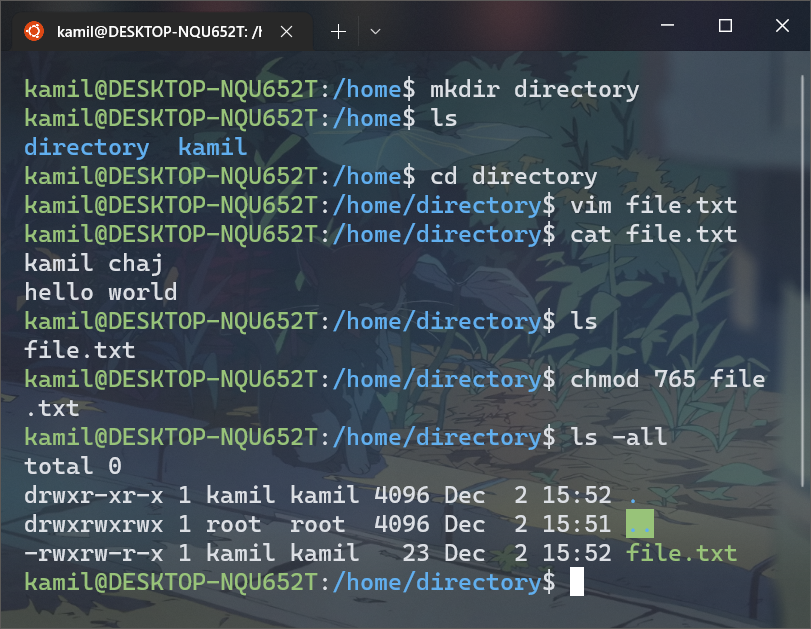 kamil@DESKTOP-NQU652T: /h
kamil@DESKTOP-NQU652T:/home$ mkdir directory
kamil@DESKTOP-NQU652T:/home$ ls
directory  kamil
kamil@DESKTOP-NQU652T:/home$ cd directory
kamil@DESKTOP-NQU652T:/home/directory$ vim file.txt
kamil@DESKTOP-NQU652T:/home/directory$ cat file.txt
kamil chaj
hello world
kamil@DESKTOP-NQU652T:/home/directory$ ls
file.txt
kamil@DESKTOP-NQU652T:/home/directory$ chmod 765 file
.txt
kamil@DESKTOP-NQU652T:/home/directory$ ls -all
total 0
drwxr-xr-x 1 kamil kamil 4096 Dec  2 15:52 .
drwxrwxrwx 1 root  root  4096 Dec  2 15:51 ..
-rwxrw-r-x 1 kamil kamil   23 Dec  2 15:52 file.txt
kamil@DESKTOP-NQU652T:/home/directory$